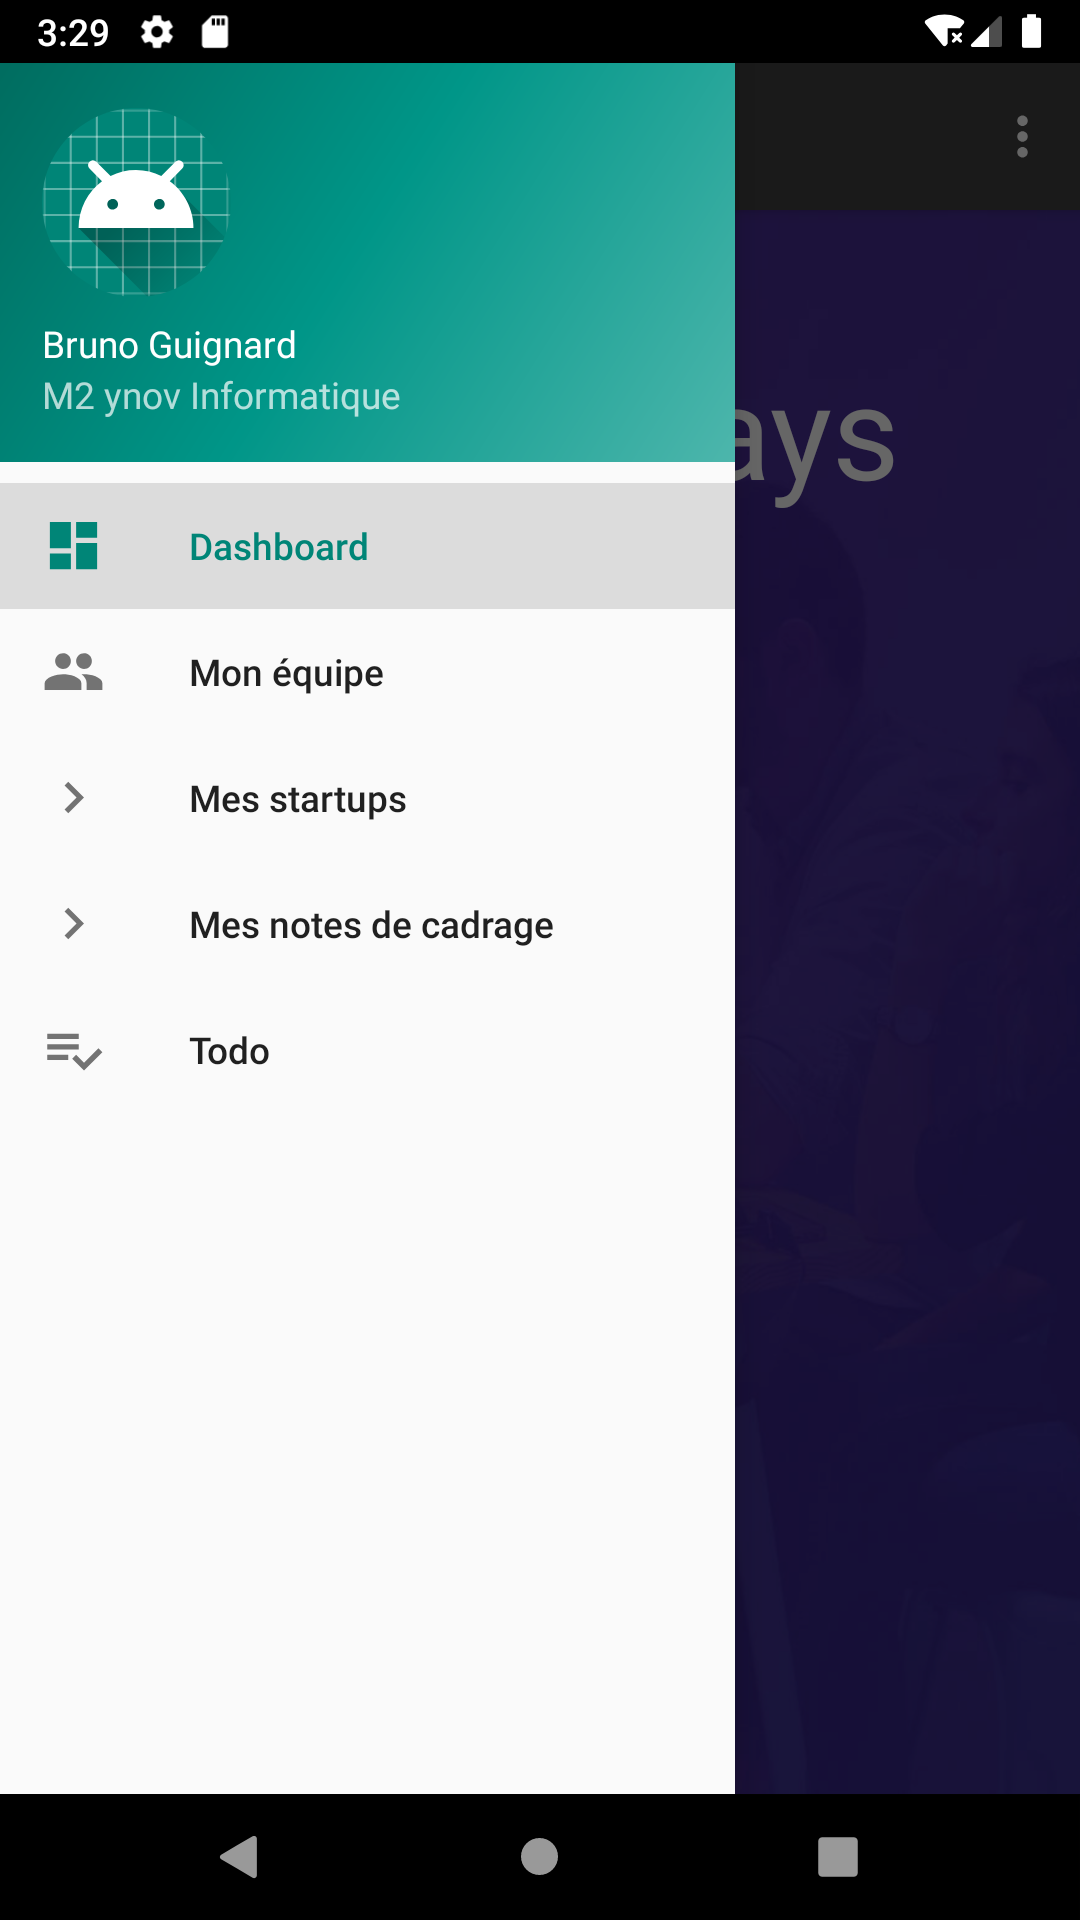 3:29
Bruno Guignard
M2 ynov Informatique
ays
Dashboard
Mon équipe
Mes startups
Mes notes de cadrage
Todo